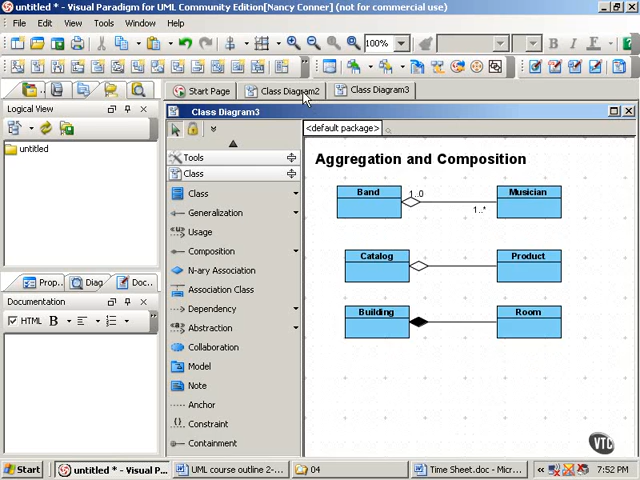 untitled * - Visual Paradigm for UML Community Edition[Nancy Conner] (not for commercial use)
File Edit View Tools Window Help
100%
B I
Start Page
Class Diagram2
Class Diagram3
Logical View
untitled
Prop...
Diag
Doc...
Documentation
HTML B
Class Diagram3
Tools
Class
Class
Generalization
Usage
Composition
N-ary Association
Association Class
Dependency
Abstraction
Collaboration
Model
Note
Anchor
Constraint
Containment
<default package>
Aggregation and Composition
Band
1..0
1..*
Musician
Catalog
Product
Building
Room
VTC
Start
untitled * - Visual P...
UML course outline 2-...
04
Time Sheet.doc - Micr...
7:52 PM